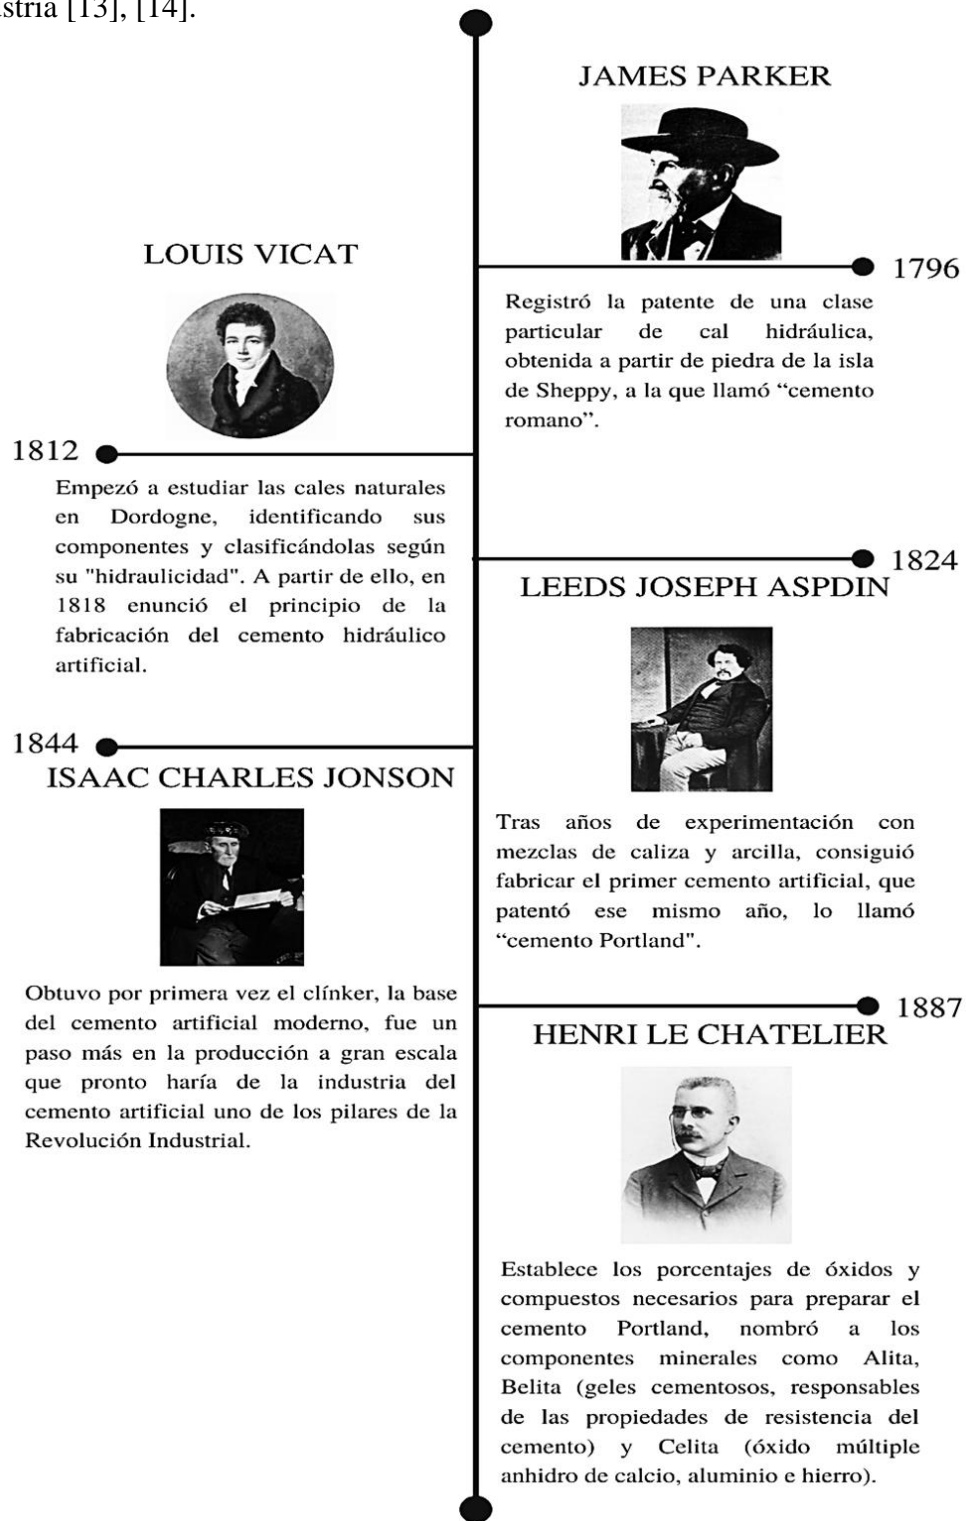 ustria [13], [14].
JAMES PARKER
1796
Registró la patente de una clase
particular de cal hidráulica,
obtenida a partir de piedra de la isla
de Sheppy, a la que llamó “cemento
romano”.
LOUIS VICAT
1812
Empezó a estudiar las cales naturales
en Dordogne, identificando sus
componentes y clasificándolas según
su "hidraulicidad". A partir de ello, en
1818 enunció el principio de la
fabricación del cemento hidráulico
artificial.
1824
LEEDS JOSEPH ASPDIN
Tras años de experimentación con
mezclas de caliza y arcilla, consiguió
fabricar el primer cemento artificial, que
patentó ese mismo año, lo llamó
“cemento Portland".
1844
ISAAC CHARLES JONSON
Obtuvo por primera vez el clínker, la base
del cemento artificial moderno, fue un
paso más en la producción a gran escala
que pronto haría de la industria del
cemento artificial uno de los pilares de la
Revolución Industrial.
1887
HENRI LE CHATELIER
Establece los porcentajes de óxidos y
compuestos necesarios para preparar el
cemento Portland, nombró a los
componentes minerales como Alita,
Belita (geles cementosos, responsables
de las propiedades de resistencia del
cemento) y Celita (óxido múltiple
anhidro de calcio, aluminio e hierro).